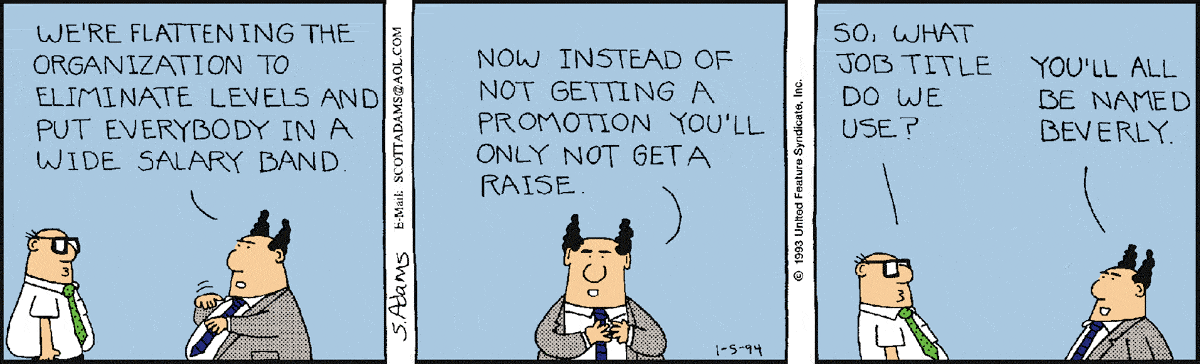 WE'RE FLATTENING THE
ORGANIZATION TO
ELIMINATE LEVELS AND
PUT EVERYBODY IN A
WIDE SALARY BAND.
S. Adams
E-Mail: SCOTTADAMS@AOL.COM
NOW INSTEAD OF
NOT GETTING A
PROMOTION YOU'LL
ONLY NOT GET A
RAISE.
1-5-94
© 1993 United Feature Syndicate, Inc.
SO, WHAT
JOB TITLE
DO WE
USE?
YOU'LL ALL
BE NAMED
BEVERLY.